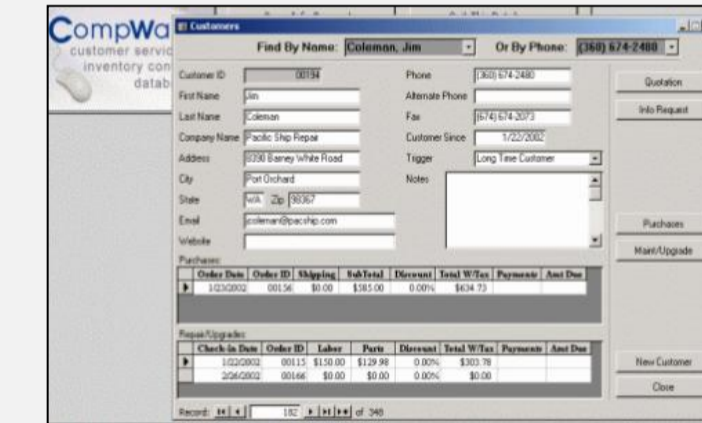 CompWa
customer servic
inventory con
datab
Customers
Find By Name: Coleman, Jim Or By Phone: (360) 674-2480
Customer ID 00194 Phone (360) 674-2480
Quotation
First Name Jim Alternate Phone
Info Request
Last Name Coleman Fax (674) 674-2073
Company Name Pacific Ship Repair Customer Since 1/22/2002
Address 8390 Barney White Road Trigger Long Time Customer
City Port Orchard Notes
State WA Zip 98367
Email jcoleman@pacship.com
Purchases
Website
Maint/Upgrade
Purchases:
Order Date Order ID Shipping SubTotal Discount Total W/Tax Payments Amt Due
1/23/2002 00156 $0.00 $585.00 0.00% $634.73
Repair/Upgrades:
Check-in Date Order ID Labor Parts Discount Total W/Tax Payments Amt Due
1/22/2002 00115 $150.00 $129.98 0.00% $303.78
2/26/2002 00166 $0.00 $0.00 0.00% $0.00
New Customer
Close
Record: 182 of 348